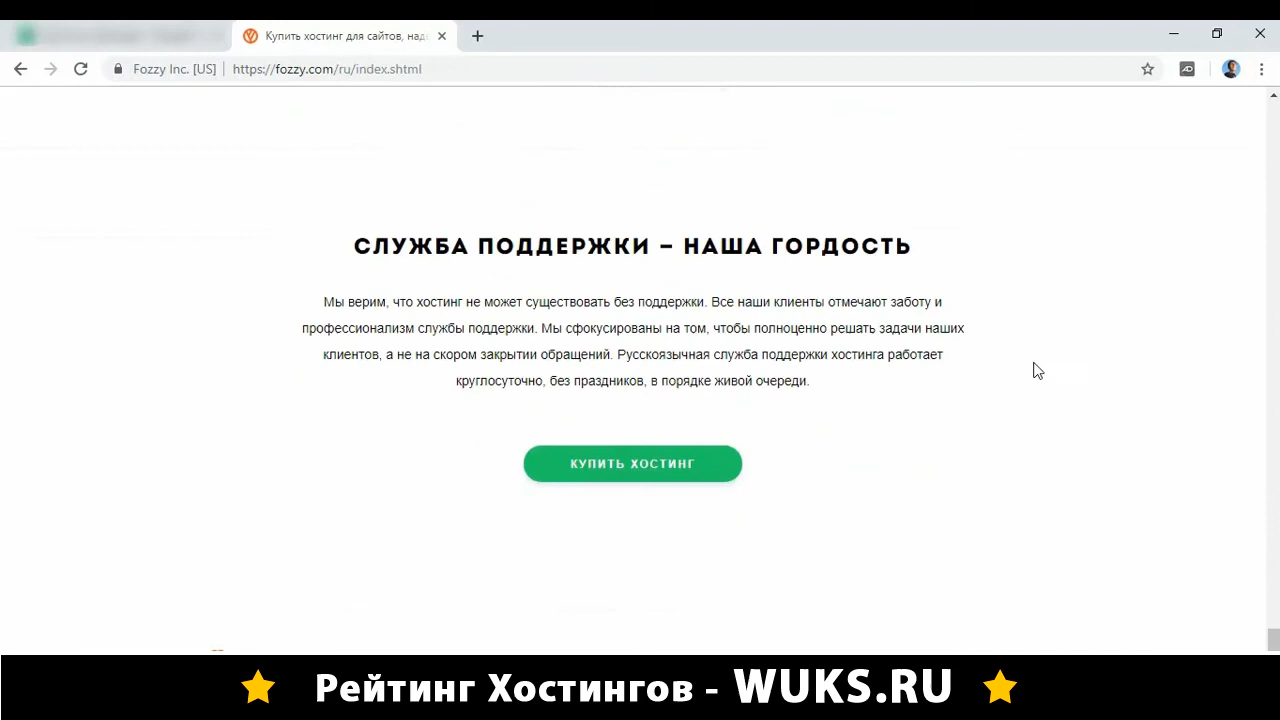 Купить хостинг для сайтов, над
Fozzy Inc. [US] | https://fozzy.com/ru/index.shtml
СЛУЖБА ПОДДЕРЖКИ – НАША ГОРДОСТЬ
Мы верим, что хостинг не может существовать без поддержки. Все наши клиенты отмечают заботу и
профессионализм службы поддержки. Мы сфокусированы на том, чтобы полноценно решать задачи наших
клиентов, а не на скором закрытии обращений. Русскоязычная служба поддержки хостинга работает
круглосуточно, без праздников, в порядке живой очереди.
КУПИТЬ ХОСТИНГ
Рейтинг Хостингов - WUKS.RU